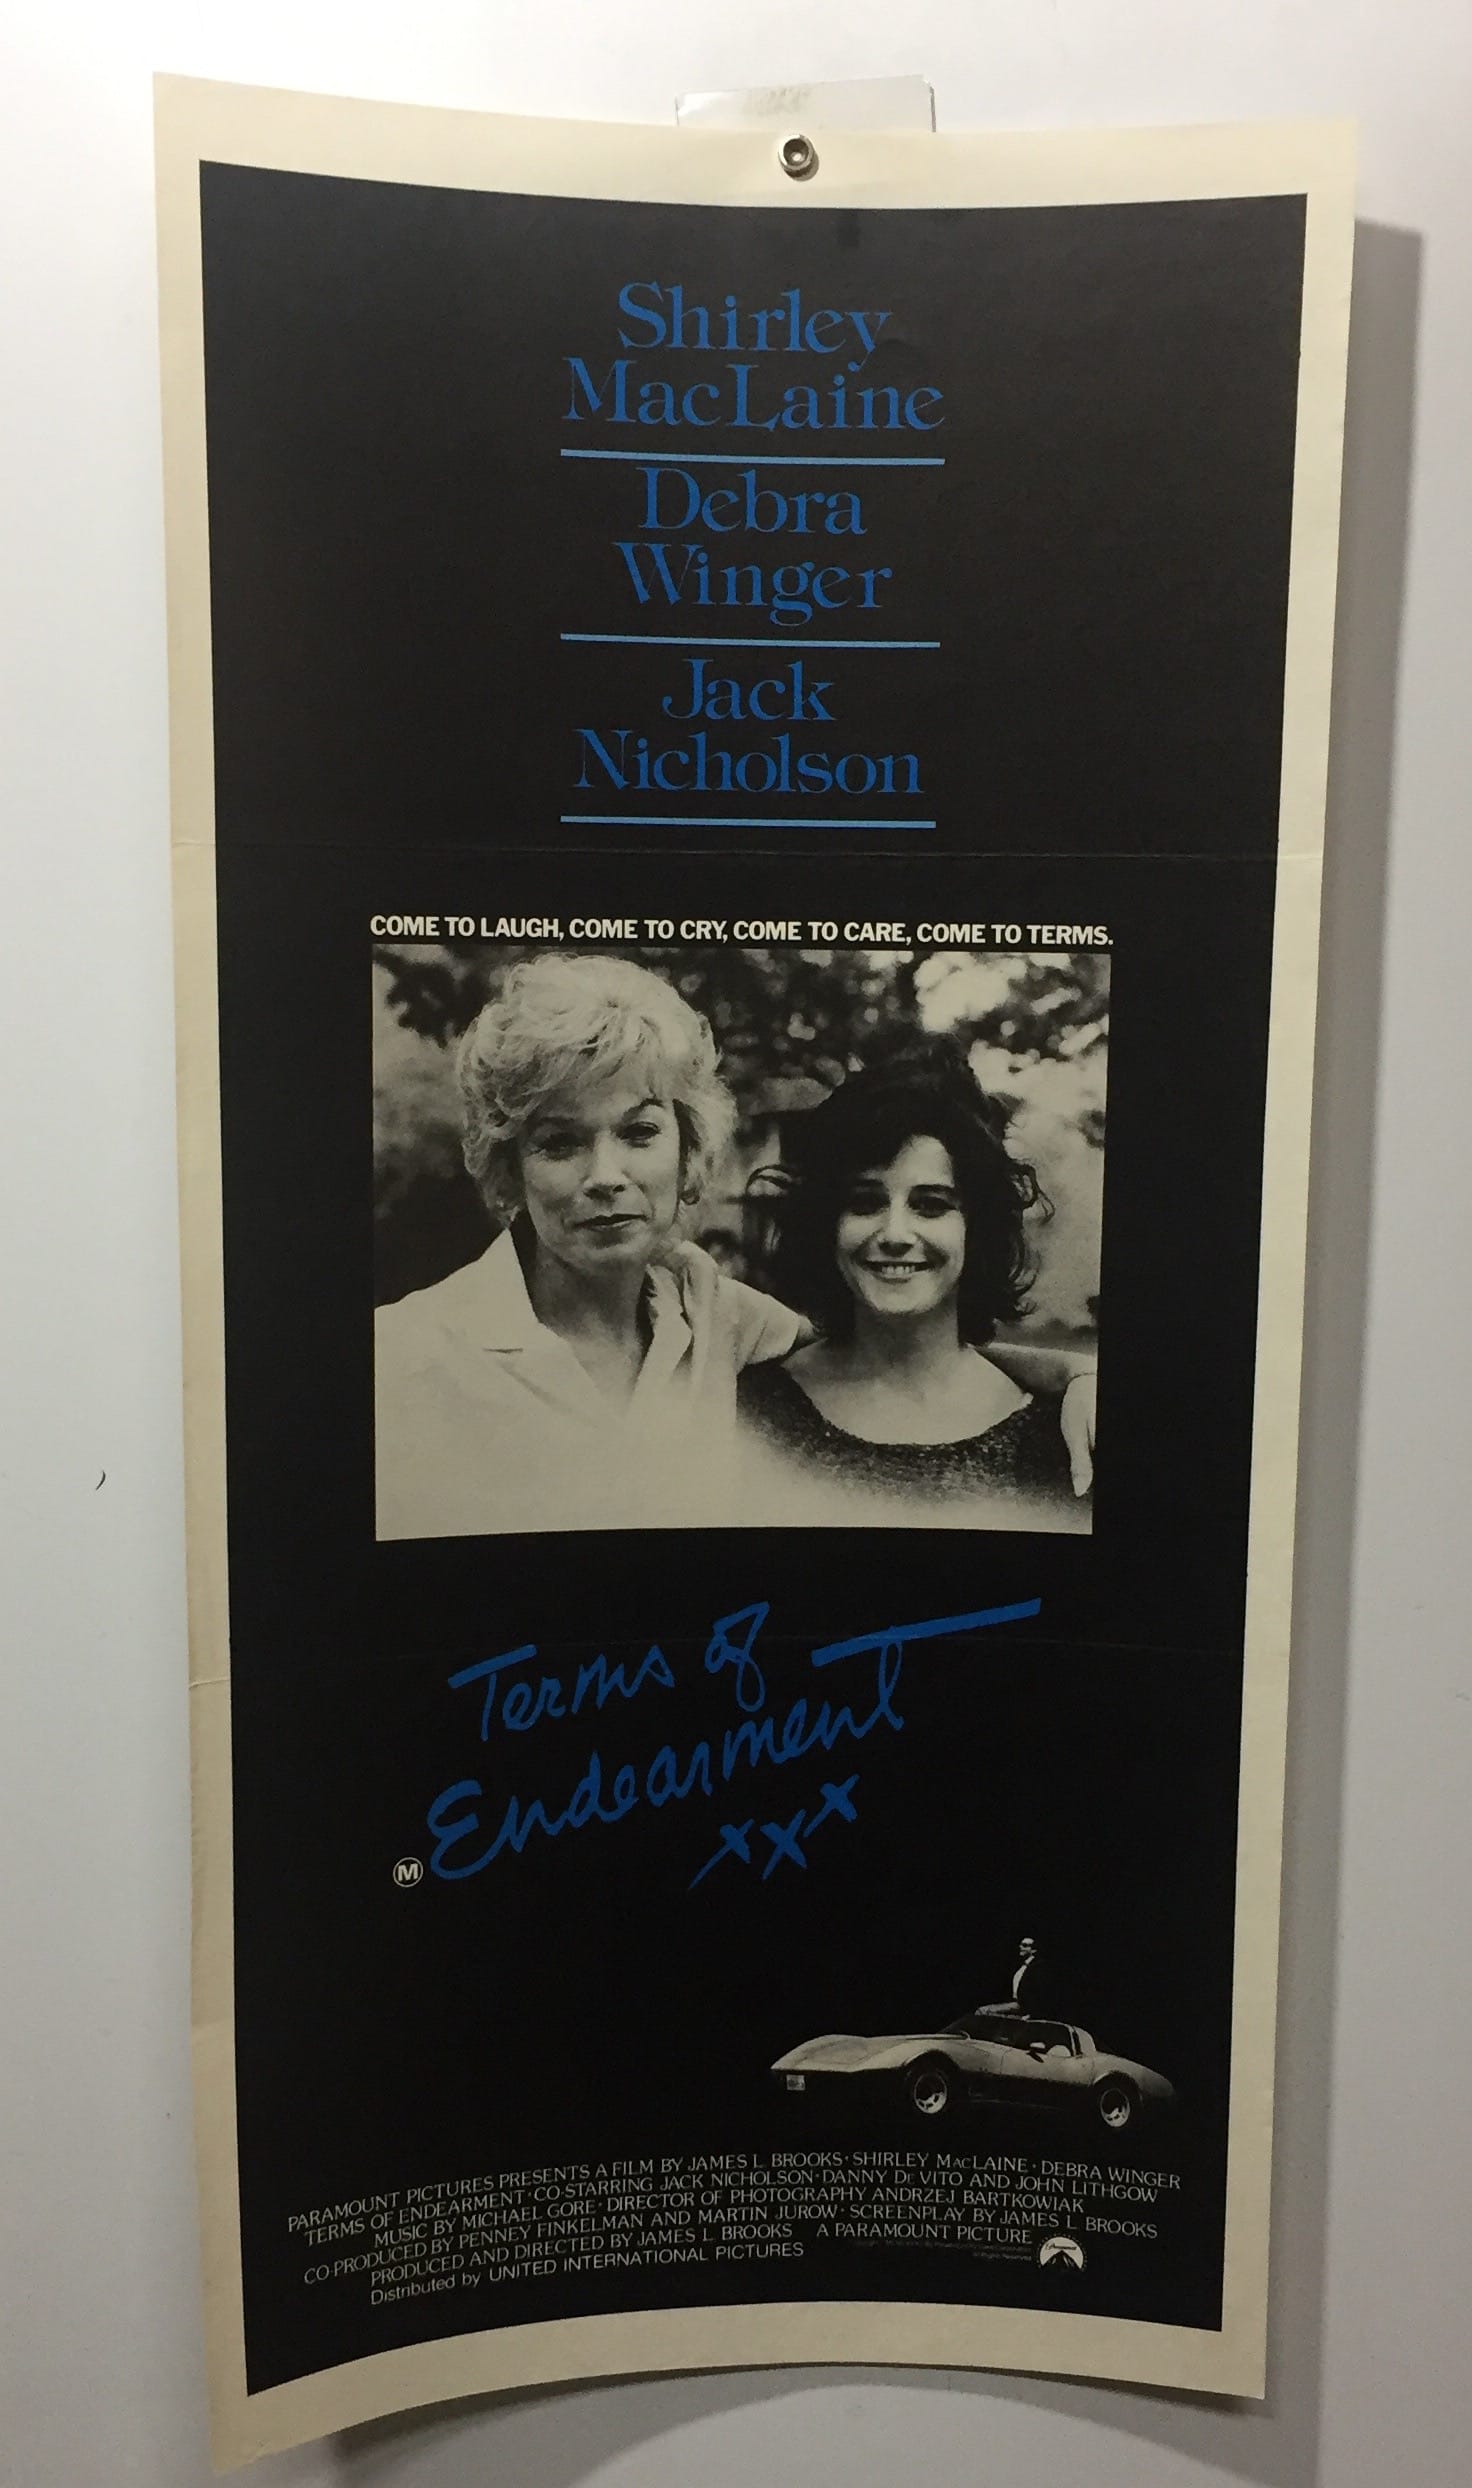 Shirley
MacLaine
Debra
Winger
Jack
Nicholson
COME TO LAUGH, COME TO CRY, COME TO CARE, COME TO TERMS.
Terms of
Endearment
xxx
M
PARAMOUNT PICTURES PRESENTS A FILM BY JAMES L. BROOKS · SHIRLEY MACLAINE · DEBRA WINGER
TERMS OF ENDEARMENT · CO-STARRING JACK NICHOLSON · DANNY DE VITO AND JOHN LITHGOW
MUSIC BY MICHAEL GORE · DIRECTOR OF PHOTOGRAPHY ANDRZEJ BARTKOWIAK
CO-PRODUCED BY PENNEY FINKELMAN AND MARTIN JUROW · SCREENPLAY BY JAMES L. BROOKS
PRODUCED AND DIRECTED BY JAMES L. BROOKS A PARAMOUNT PICTURE
Distributed by UNITED INTERNATIONAL PICTURES
Paramount